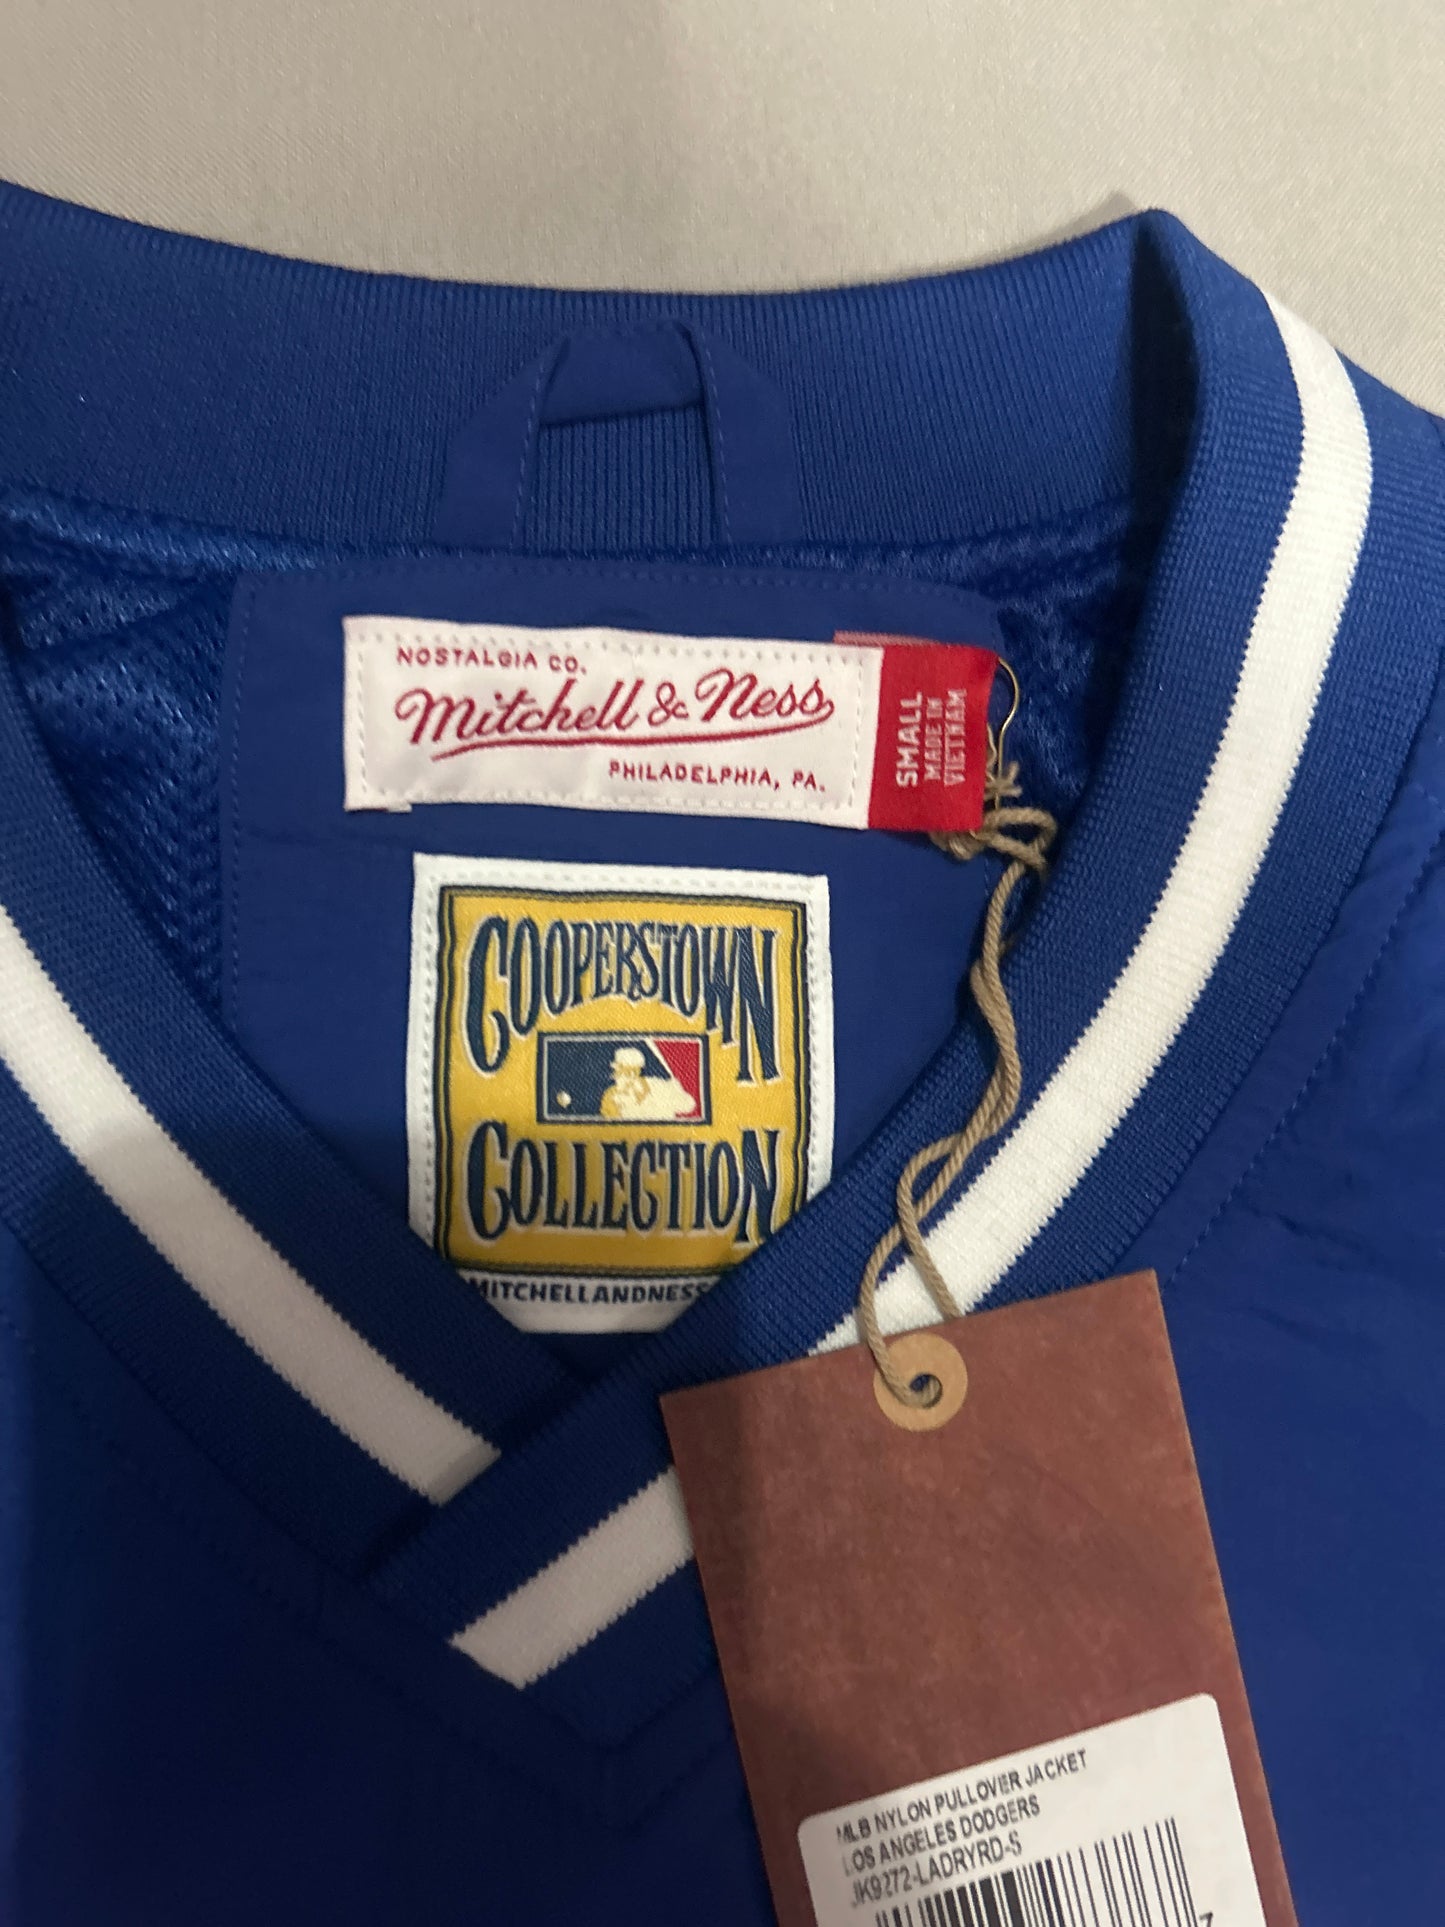 NOSTALGIA CO.
Mitchell & Ness
PHILADELPHIA, PA.
SMALL
MADE IN
VIETNAM
COOPERSTOWN
COLLECTION
MITCHELLANDNESS
MLB NYLON PULLOVER JACKET
LOS ANGELES DODGERS
JK9272-LADRYRD-S
7